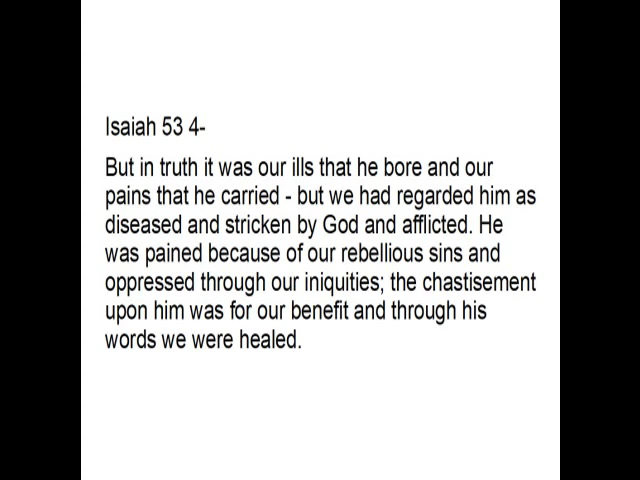 Isaiah 53 4-
But in truth it was our ills that he bore and our
pains that he carried - but we had regarded him as
diseased and stricken by God and afflicted. He
was pained because of our rebellious sins and
oppressed through our iniquities; the chastisement
upon him was for our benefit and through his
words we were healed.